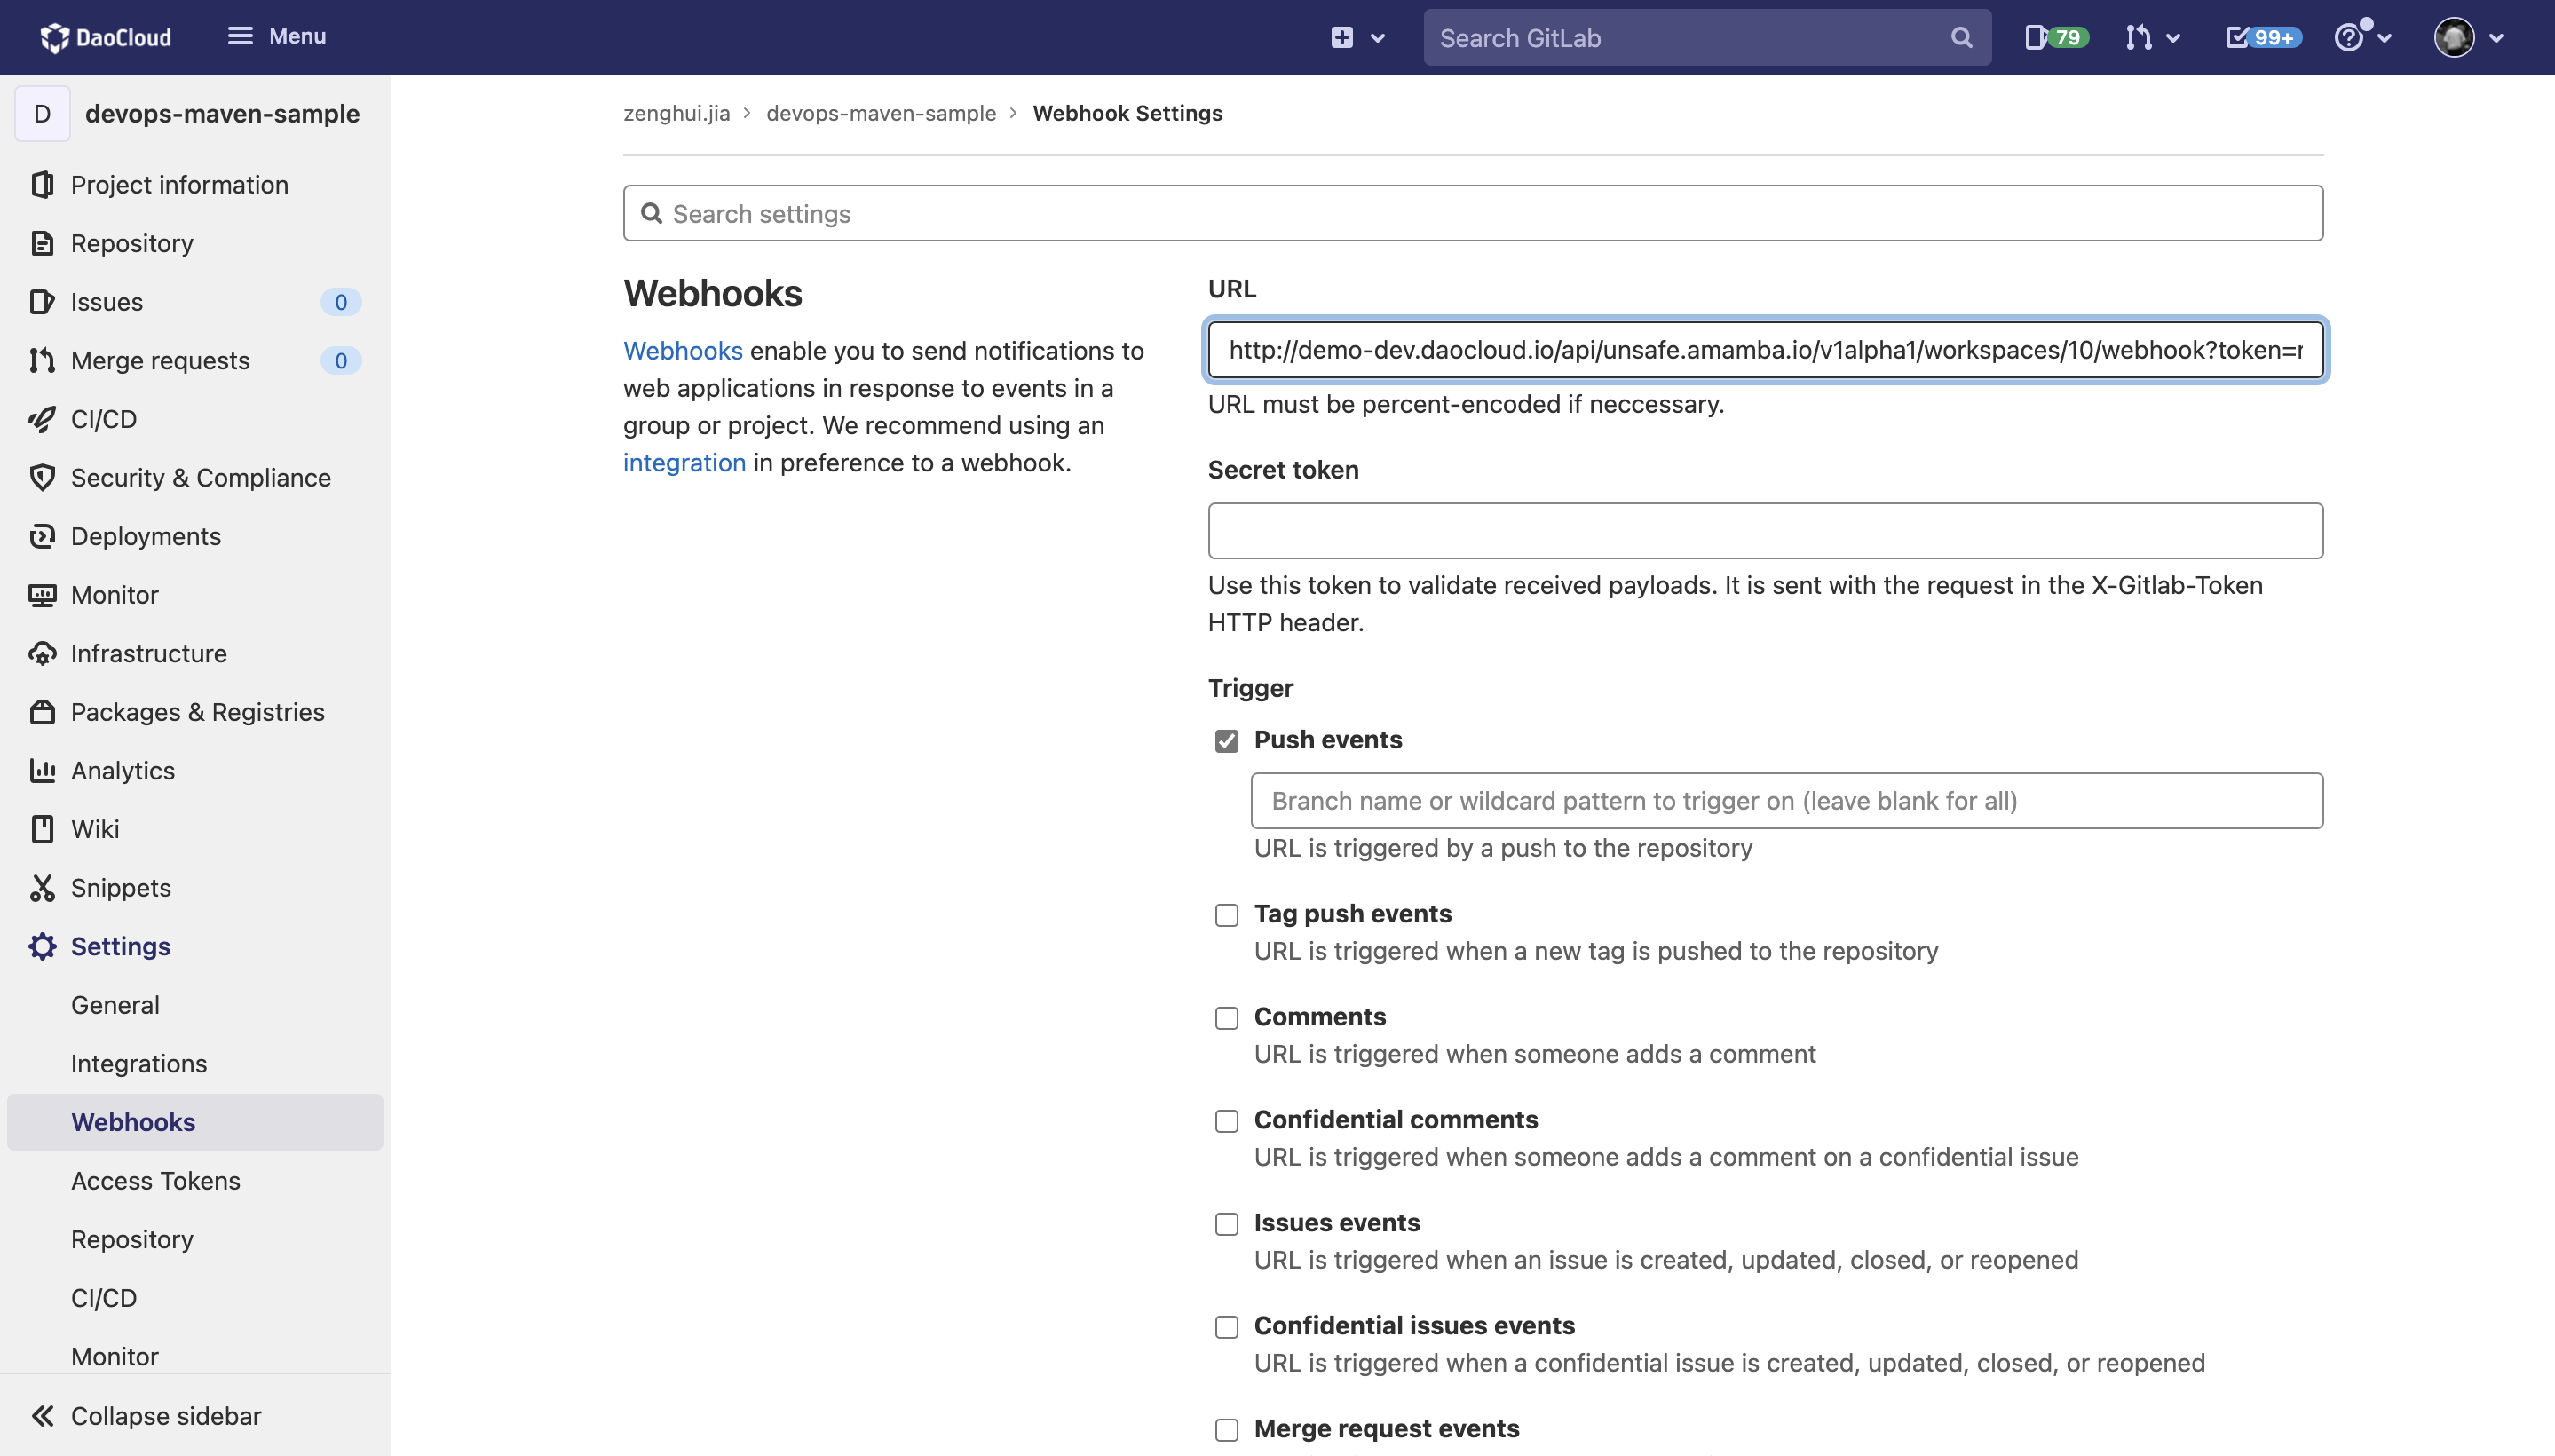 DaoCloud
Menu
Search GitLab
79
99+
D
devops-maven-sample
Project information
Repository
Issues
0
Merge requests
0
CI/CD
Security & Compliance
Deployments
Monitor
Infrastructure
Packages & Registries
Analytics
Wiki
Snippets
Settings
General
Integrations
Webhooks
Access Tokens
Repository
CI/CD
Monitor
Collapse sidebar
zenghui.jia > devops-maven-sample > Webhook Settings
Search settings
Webhooks
Webhooks enable you to send notifications to
web applications in response to events in a
group or project. We recommend using an
integration in preference to a webhook.
URL
http://demo-dev.daocloud.io/api/unsafe.amamba.io/v1alpha1/workspaces/10/webhook?token=
URL must be percent-encoded if neccessary.
Secret token
Use this token to validate received payloads. It is sent with the request in the X-Gitlab-Token
HTTP header.
Trigger
Push events
Branch name or wildcard pattern to trigger on (leave blank for all)
URL is triggered by a push to the repository
Tag push events
URL is triggered when a new tag is pushed to the repository
Comments
URL is triggered when someone adds a comment
Confidential comments
URL is triggered when someone adds a comment on a confidential issue
Issues events
URL is triggered when an issue is created, updated, closed, or reopened
Confidential issues events
URL is triggered when a confidential issue is created, updated, closed, or reopened
Merge request events